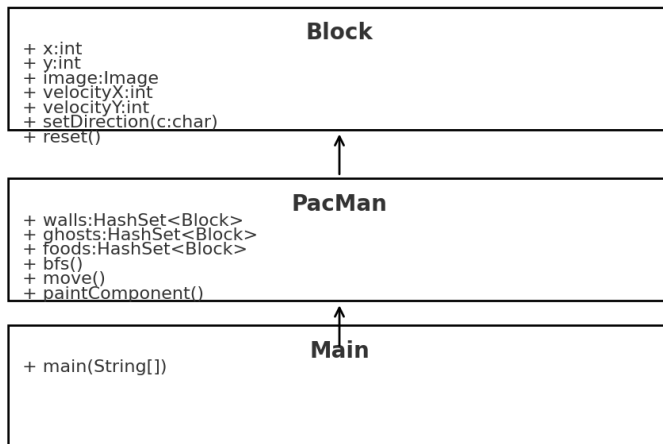 Block
+ x:int
+ y:int
+ image:Image
+ velocityX:int
+ velocityY:int
+ setDirection(c:char)
+ reset()
PacMan
+ walls:HashSet<Block>
+ ghosts:HashSet<Block>
+ foods:HashSet<Block>
+ bfs()
+ move()
+ paintComponent()
Main
+ main(String[])